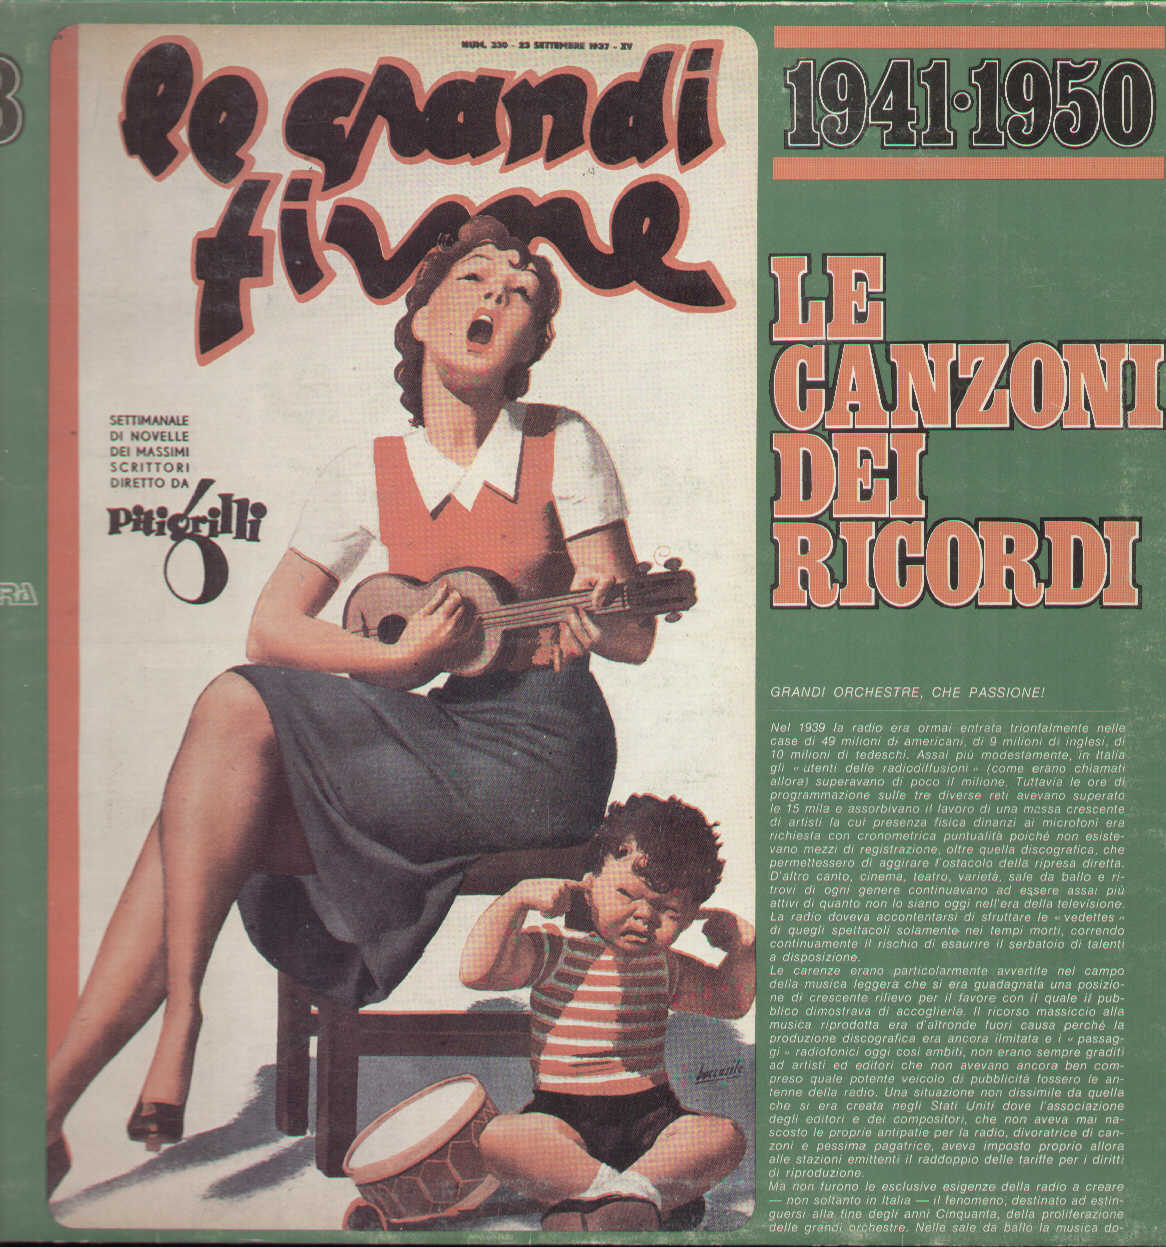 NUM. 330 - 23 SETTEMBRE 1937 - XV
le grandi
firme
SETTIMANALE
DI NOVELLE
DEI MASSIMI
SCRITTORI
DIRETTO DA
Pitigrilli
boccasile
1941·1950
LE
CANZONI
DEI
RICORDI
GRANDI ORCHESTRE, CHE PASSIONE!
Nel 1939 la radio era ormai entrata trionfalmente nelle
case di 49 milioni di americani, di 9 milioni di inglesi, di
10 milioni di tedeschi. Assai più modestamente, in Italia
gli « utenti delle radiodiffusioni » (come erano chiamati
allora) superavano di poco il milione. Tuttavia le ore di
programmazione sulle tre diverse reti avevano superato
le 15 mila e assorbivano il lavoro di una massa crescente
di artisti la cui presenza fisica dinanzi ai microfoni era
richiesta con cronometrica puntualità poiché non esiste-
vano mezzi di registrazione, oltre quella discografica, che
permettessero di aggirare l'ostacolo della ripresa diretta.
D'altro canto, cinema, teatro, varietà, sale da ballo e ri-
trovi di ogni genere continuavano ad essere assai più
attivi di quanto non lo siano oggi nell'era della televisione.
La radio doveva accontentarsi di sfruttare le « vedettes »
di quegli spettacoli solamente nei tempi morti, correndo
continuamente il rischio di esaurire il serbatoio di talenti
a disposizione.
Le carenze erano particolarmente avvertite nel campo
della musica leggera che si era guadagnata una posizio-
ne di crescente rilievo per il favore con il quale il pub-
blico dimostrava di accoglierla. Il ricorso massiccio alla
musica riprodotta era d'altronde fuori causa perché la
produzione discografica era ancora limitata e i « passag-
gi » radiofonici oggi così ambiti, non erano sempre graditi
ad artisti ed editori che non avevano ancora ben com-
preso quale potente veicolo di pubblicità fossero le an-
tenne della radio. Una situazione non dissimile da quella
che si era creata negli Stati Uniti dove l'associazione
degli editori e dei compositori, che non aveva mai na-
scosto le proprie antipatie per la radio, divoratrice di can-
zoni e pessima pagatrice, aveva imposto proprio allora
alle stazioni emittenti il raddoppio delle tariffe per i diritti
di riproduzione.
Ma non furono le esclusive esigenze della radio a creare
— non soltanto in Italia — il fenomeno, destinato ad estin-
guersi alla fine degli anni Cinquanta, della proliferazione
delle grandi orchestre. Nelle sale da ballo la musica do-